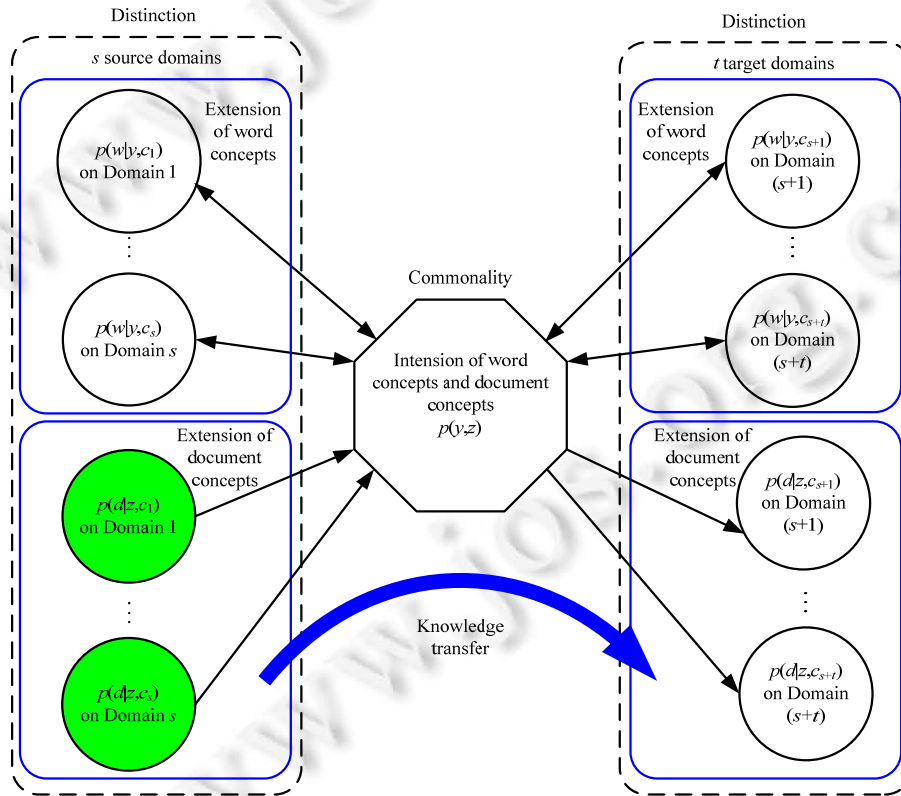 Distinction
s source domains
Extension
of word
concepts
p(w|y,c₁)
on Domain 1
p(w|y,cₛ)
on Domain s
Extension of
document
concepts
p(d|z,c₁)
on Domain 1
p(d|z,cₛ)
on Domain s
Commonality
Intension of word
concepts and document
concepts
p(y,z)
Knowledge
transfer
Distinction
t target domains
Extension
of word
concepts
p(w|y,cₛ₊₁)
on Domain
(s+1)
p(w|y,cₛ₊ₜ)
on Domain
(s+t)
Extension of
document
concepts
p(d|z,cₛ₊₁)
on Domain
(s+1)
p(d|z,cₛ₊ₜ)
on Domain
(s+t)
www.jos.org.c